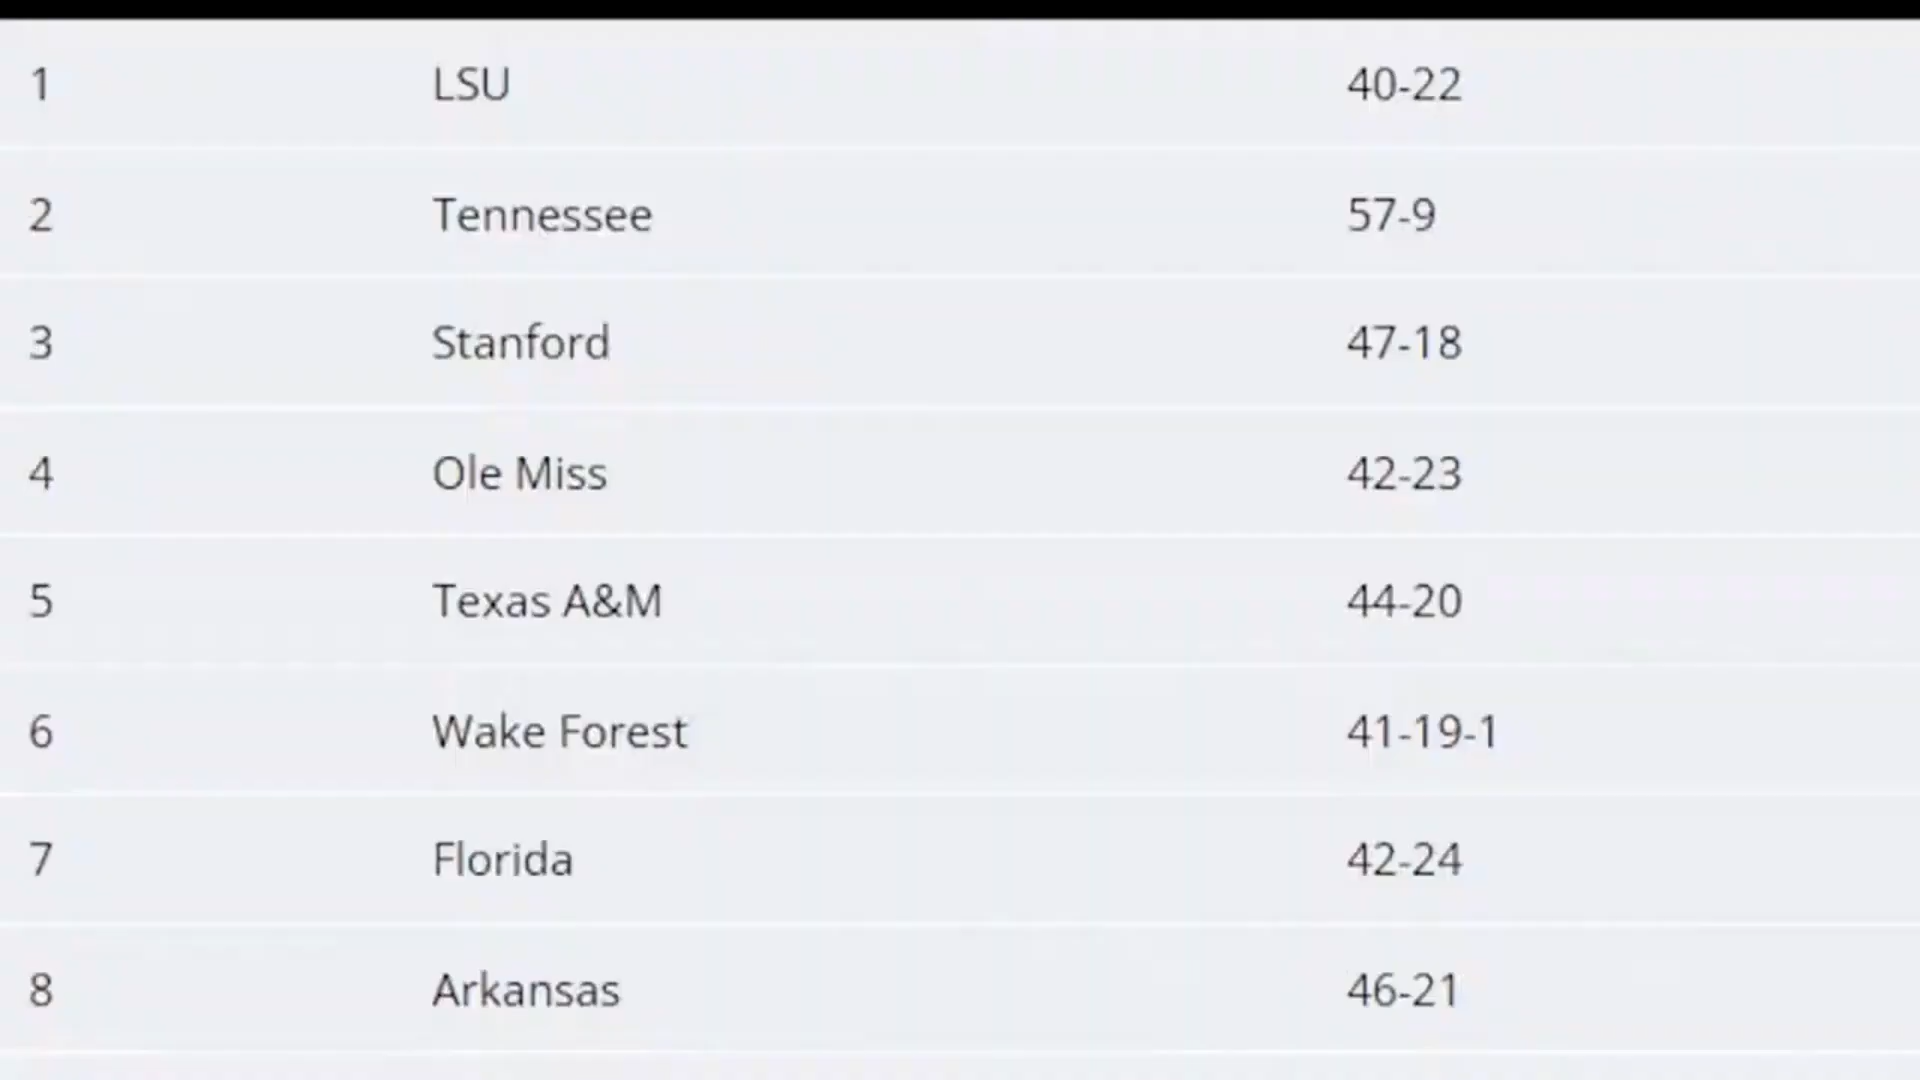 1 LSU 40-22
2 Tennessee 57-9
3 Stanford 47-18
4 Ole Miss 42-23
5 Texas A&M 44-20
6 Wake Forest 41-19-1
7 Florida 42-24
8 Arkansas 46-21